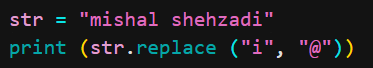 str = "mishal shehzadi"
print (str.replace ("i", "@"))